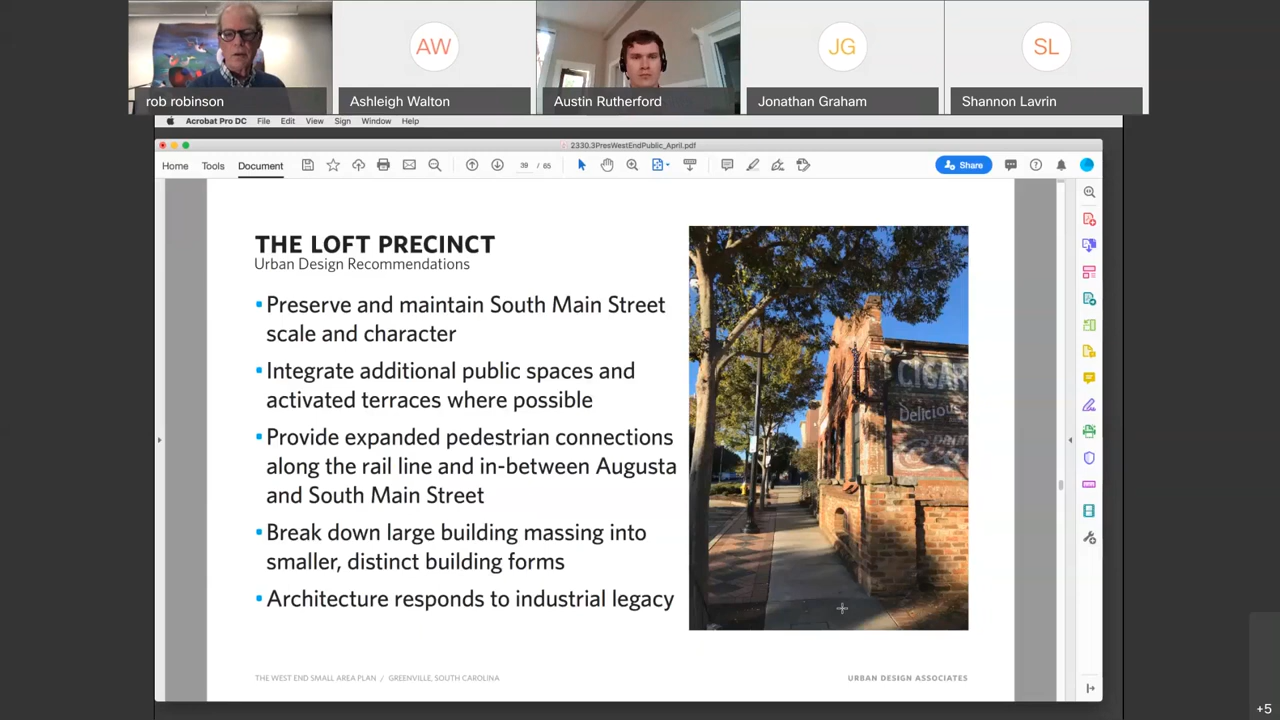 AW
JG
SL
rob robinson
Ashleigh Walton
Austin Rutherford
Jonathan Graham
Shannon Lavrin
Acrobat Pro DC File Edit View Sign Window Help
2330.3PresWestEndPublic_April.pdf
Home Tools Document
39 / 65
Share
THE LOFT PRECINCT
Urban Design Recommendations
▪Preserve and maintain South Main Street
scale and character
▪Integrate additional public spaces and
activated terraces where possible
▪Provide expanded pedestrian connections
along the rail line and in-between Augusta
and South Main Street
▪Break down large building massing into
smaller, distinct building forms
▪Architecture responds to industrial legacy
CIGAR
Delicious
THE WEST END SMALL AREA PLAN / GREENVILLE, SOUTH CAROLINA
URBAN DESIGN ASSOCIATES
+5